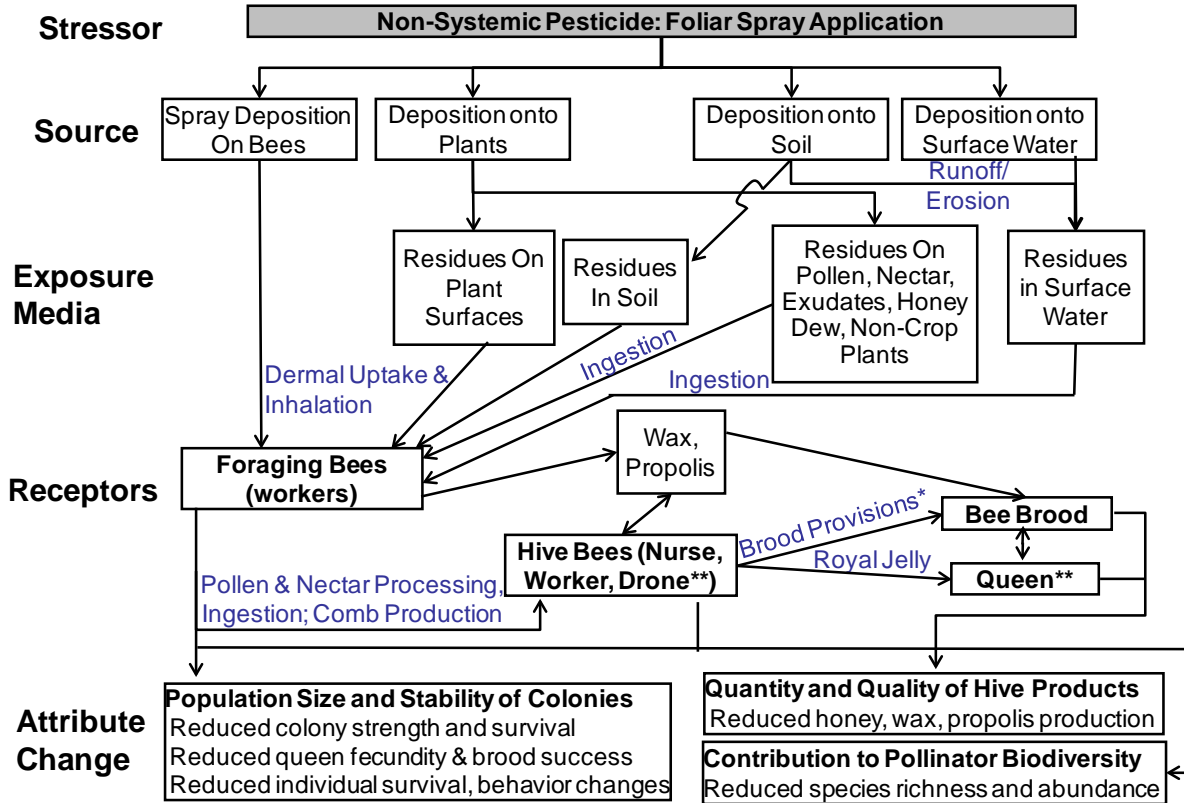 Stressor
Non-Systemic Pesticide: Foliar Spray Application
Source
Spray Deposition
On Bees
Deposition onto
Plants
Deposition onto
Soil
Deposition onto
Surface Water
Runoff/
Erosion
Exposure
Media
Residues On
Plant
Surfaces
Residues
In Soil
Residues On
Pollen, Nectar,
Exudates, Honey
Dew, Non-Crop
Plants
Residues
in Surface
Water
Dermal Uptake &
Inhalation
Ingestion
Ingestion
Receptors
Foraging Bees
(workers)
Wax,
Propolis
Hive Bees (Nurse,
Worker, Drone**)
Brood Provisions*
Royal Jelly
Bee Brood
Queen**
Pollen & Nectar Processing,
Ingestion; Comb Production
Attribute
Change
Population Size and Stability of Colonies
Reduced colony strength and survival
Reduced queen fecundity & brood success
Reduced individual survival, behavior changes
Quantity and Quality of Hive Products
Reduced honey, wax, propolis production
Contribution to Pollinator Biodiversity
Reduced species richness and abundance